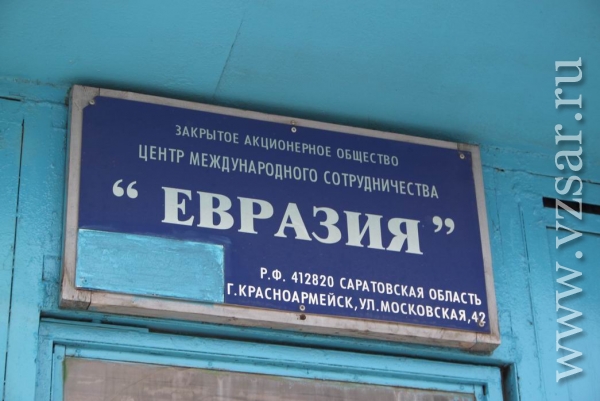 ЗАКРЫТОЕ АКЦИОНЕРНОЕ ОБЩЕСТВО
ЦЕНТР МЕЖДУНАРОДНОГО СОТРУДНИЧЕСТВА
“ ЕВРАЗИЯ ”
Р.Ф. 412820 САРАТОВСКАЯ ОБЛАСТЬ
Г.КРАСНОАРМЕЙСК,УЛ.МОСКОВСКАЯ,42
www.vzsar.ru